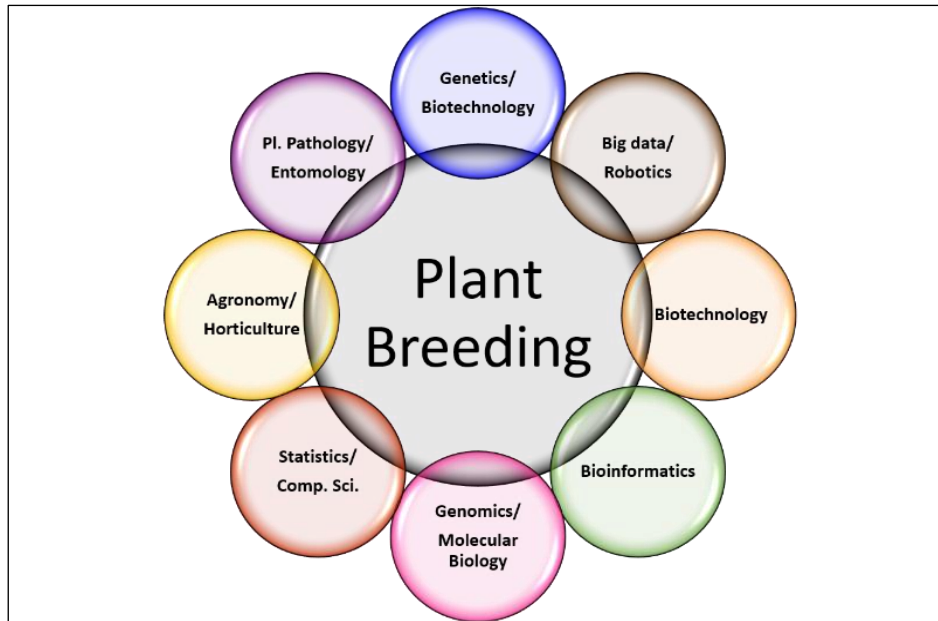 Plant
Breeding
Genetics/
Biotechnology
Big data/
Robotics
Biotechnology
Bioinformatics
Genomics/
Molecular
Biology
Statistics/
Comp. Sci.
Agronomy/
Horticulture
Pl. Pathology/
Entomology